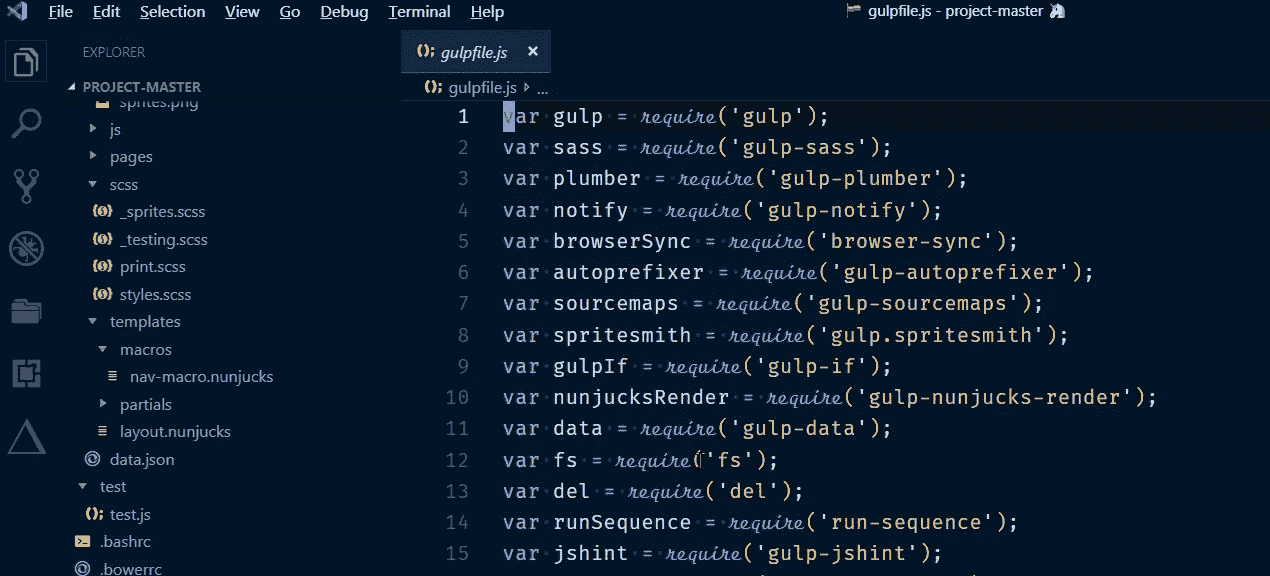 File Edit Selection View Go Debug Terminal Help
gulpfile.js - project-master
EXPLORER
PROJECT-MASTER
sprites.png
js
pages
scss
_sprites.scss
_testing.scss
print.scss
styles.scss
templates
macros
nav-macro.nunjucks
partials
layout.nunjucks
data.json
test
test.js
.bashrc
.bowerrc
gulpfile.js ×
gulpfile.js ...
1 var gulp = require('gulp');
2 var sass = require('gulp-sass');
3 var plumber = require('gulp-plumber');
4 var notify = require('gulp-notify');
5 var browserSync = require('browser-sync');
6 var autoprefixer = require('gulp-autoprefixer');
7 var sourcemaps = require('gulp-sourcemaps');
8 var spritesmith = require('gulp.spritesmith');
9 var gulpIf = require('gulp-if');
10 var nunjucksRender = require('gulp-nunjucks-render');
11 var data = require('gulp-data');
12 var fs = require('fs');
13 var del = require('del');
14 var runSequence = require('run-sequence');
15 var jshint = require('gulp-jshint');